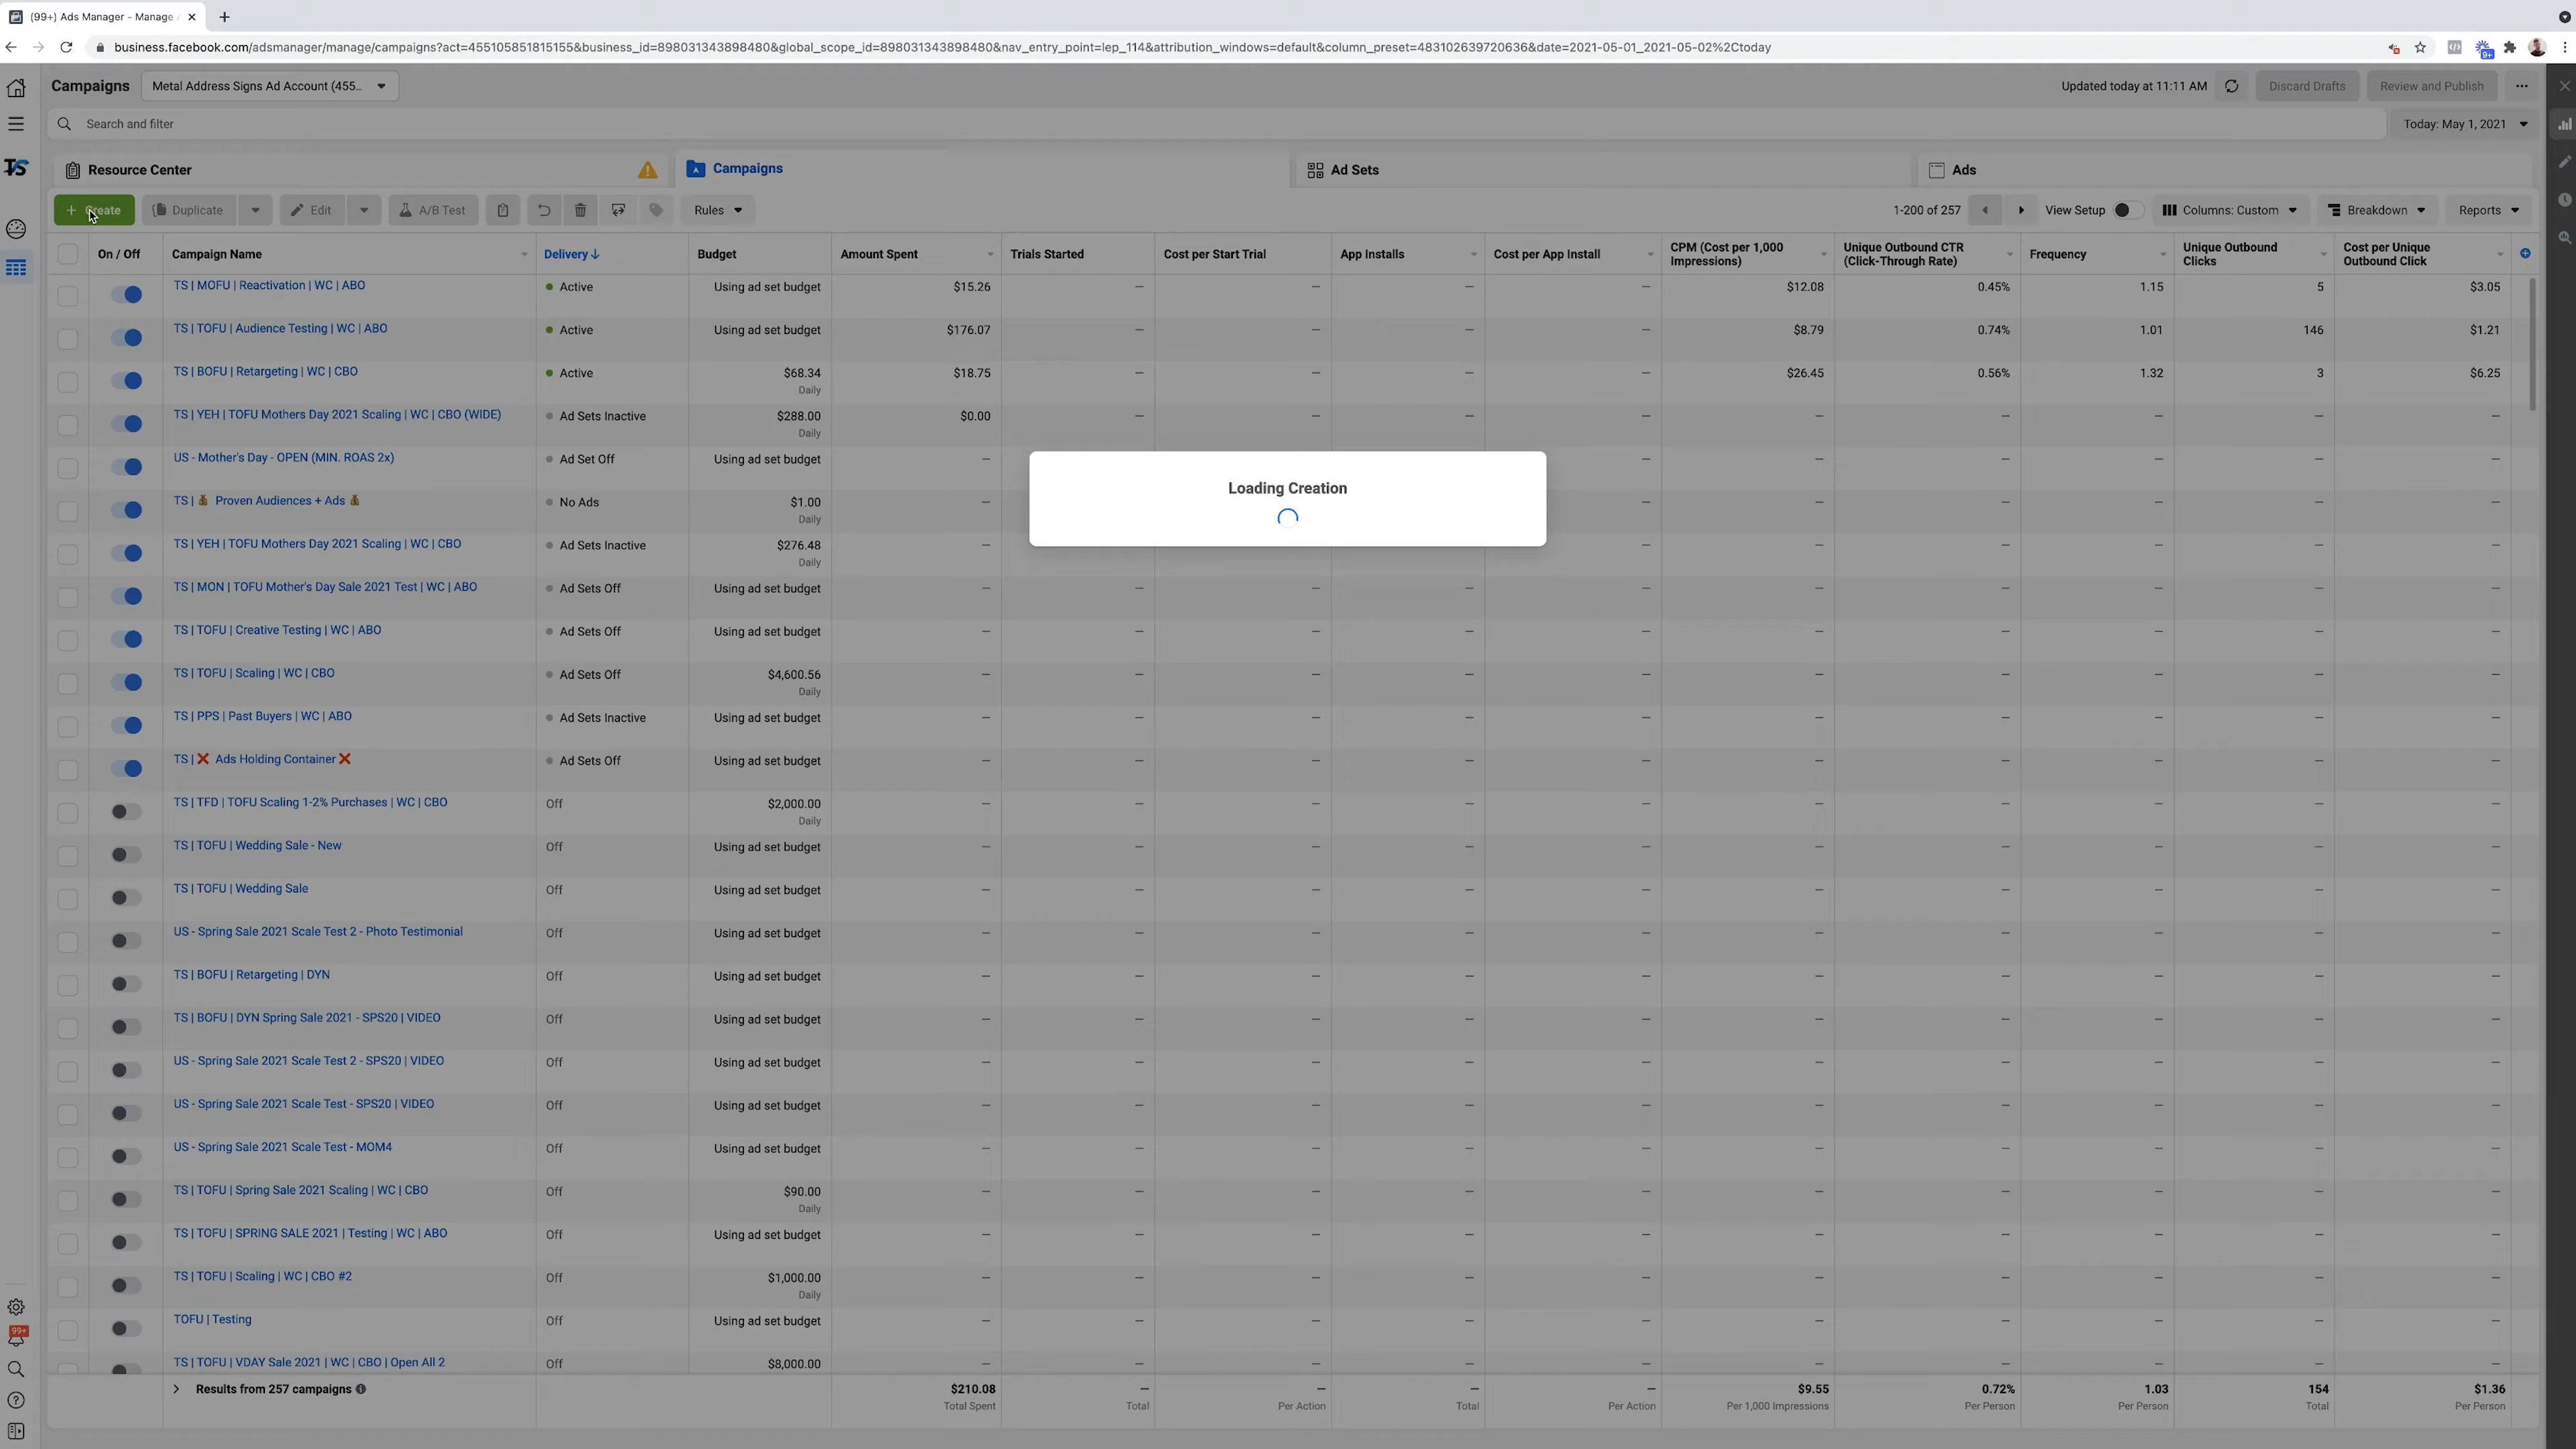 (99+) Ads Manager - Manage
business.facebook.com/adsmanager/manage/campaigns?act=455105851815155&business_id=898031343898480&global_scope_id=898031343898480&nav_entry_point=lep_114&attribution_windows=default&column_preset=483102639720636&date=2021-05-01_2021-05-02%2Ctoday
9+
Campaigns Metal Address Signs Ad Account (455... Updated today at 11:11 AM Discard Drafts Review and Publish
Search and filter Today: May 1, 2021
Resource Center Campaigns Ad Sets Ads
+ Create Duplicate Edit A/B Test Rules 1-200 of 257 View Setup Columns: Custom Breakdown Reports
On / Off Campaign Name Delivery ↓ Budget Amount Spent Trials Started Cost per Start Trial App Installs Cost per App Install CPM (Cost per 1,000 Impressions) Unique Outbound CTR (Click-Through Rate) Frequency Unique Outbound Clicks Cost per Unique Outbound Click
TS | MOFU | Reactivation | WC | ABO Active Using ad set budget $15.26 — — — — $12.08 0.45% 1.15 5 $3.05
TS | TOFU | Audience Testing | WC | ABO Active Using ad set budget $176.07 — — — — $8.79 0.74% 1.01 146 $1.21
TS | BOFU | Retargeting | WC | CBO Active $68.34 $18.75 — — — — $26.45 0.56% 1.32 3 $6.25
Daily
TS | YEH | TOFU Mothers Day 2021 Scaling | WC | CBO (WIDE) Ad Sets Inactive $288.00 $0.00 — — — — — — — — —
Daily
US - Mother's Day - OPEN (MIN. ROAS 2x) Ad Set Off Using ad set budget — — — — — —
Loading Creation
TS | 💰 Proven Audiences + Ads 💰 No Ads $1.00 — — — — — —
Daily
TS | YEH | TOFU Mothers Day 2021 Scaling | WC | CBO Ad Sets Inactive $276.48 — — — — — —
Daily
TS | MON | TOFU Mother's Day Sale 2021 Test | WC | ABO Ad Sets Off Using ad set budget — — — — — — — — — —
TS | TOFU | Creative Testing | WC | ABO Ad Sets Off Using ad set budget — — — — — — — — — —
TS | TOFU | Scaling | WC | CBO Ad Sets Off $4,600.56 — — — — — — — — — —
Daily
TS | PPS | Past Buyers | WC | ABO Ad Sets Inactive Using ad set budget — — — — — — — — — —
TS | ❌ Ads Holding Container ❌ Ad Sets Off Using ad set budget — — — — — — — — — —
TS | TFD | TOFU Scaling 1-2% Purchases | WC | CBO Off $2,000.00 — — — — — — — — — —
Daily
TS | TOFU | Wedding Sale - New Off Using ad set budget — — — — — — — — — —
TS | TOFU | Wedding Sale Off Using ad set budget — — — — — — — — — —
US - Spring Sale 2021 Scale Test 2 - Photo Testimonial Off Using ad set budget — — — — — — — — — —
TS | BOFU | Retargeting | DYN Off Using ad set budget — — — — — — — — — —
TS | BOFU | DYN Spring Sale 2021 - SPS20 | VIDEO Off Using ad set budget — — — — — — — — — —
US - Spring Sale 2021 Scale Test 2 - SPS20 | VIDEO Off Using ad set budget — — — — — — — — — —
US - Spring Sale 2021 Scale Test - SPS20 | VIDEO Off Using ad set budget — — — — — — — — — —
US - Spring Sale 2021 Scale Test - MOM4 Off Using ad set budget — — — — — — — — — —
TS | TOFU | Spring Sale 2021 Scaling | WC | CBO Off $90.00 — — — — — — — — — —
Daily
TS | TOFU | SPRING SALE 2021 | Testing | WC | ABO Off Using ad set budget — — — — — — — — — —
TS | TOFU | Scaling | WC | CBO #2 Off $1,000.00 — — — — — — — — — —
Daily
TOFU | Testing Off Using ad set budget — — — — — — — — — —
99+
TS | TOFU | VDAY Sale 2021 | WC | CBO | Open All 2 Off $8,000.00 — — — — — — — — — —
Results from 257 campaigns $210.08 — — — — $9.55 0.72% 1.03 154 $1.36
Total Spent Total Per Action Total Per Action Per 1,000 Impressions Per Person Per Person Total Per Person